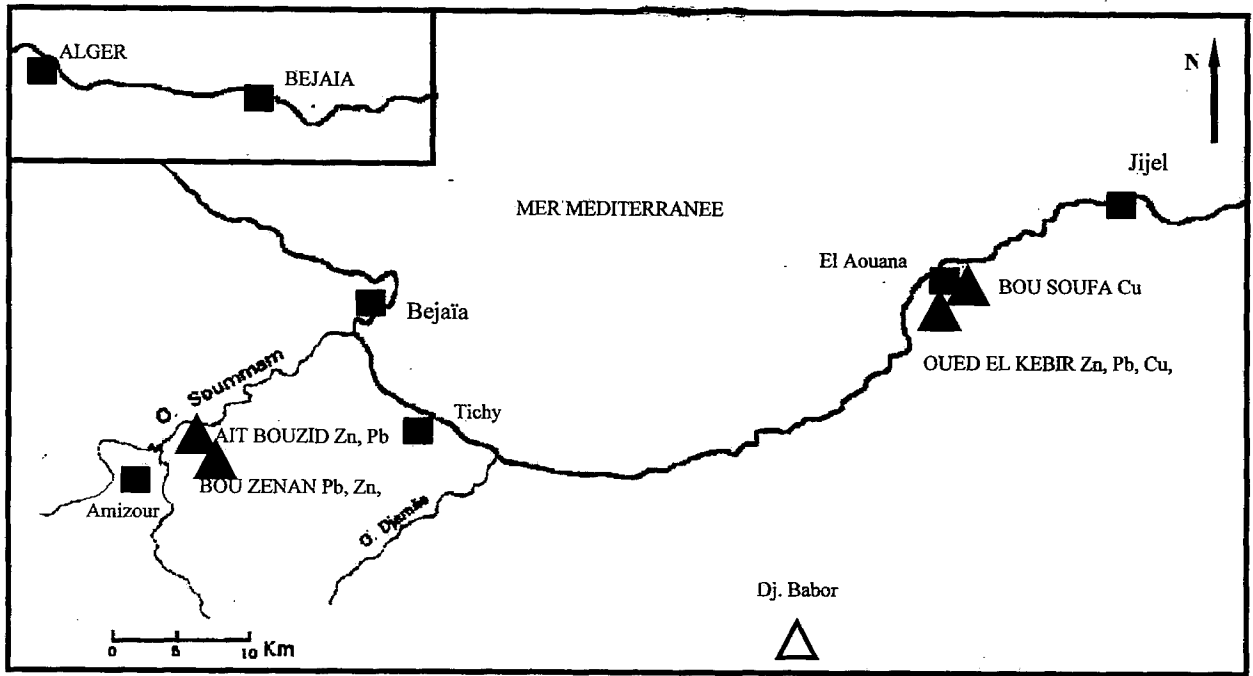 ALGER
BEJAIA
N
Jijel
MER MEDITERRANEE
El Aouana
BOU SOUFA Cu
Bejaïa
OUED EL KEBIR Zn, Pb, Cu,
O. Soummam
Tichy
AIT BOUZID Zn, Pb
BOU ZENAN Pb, Zn,
Amizour
O. Djemâa
Dj. Babor
0 5 10 Km